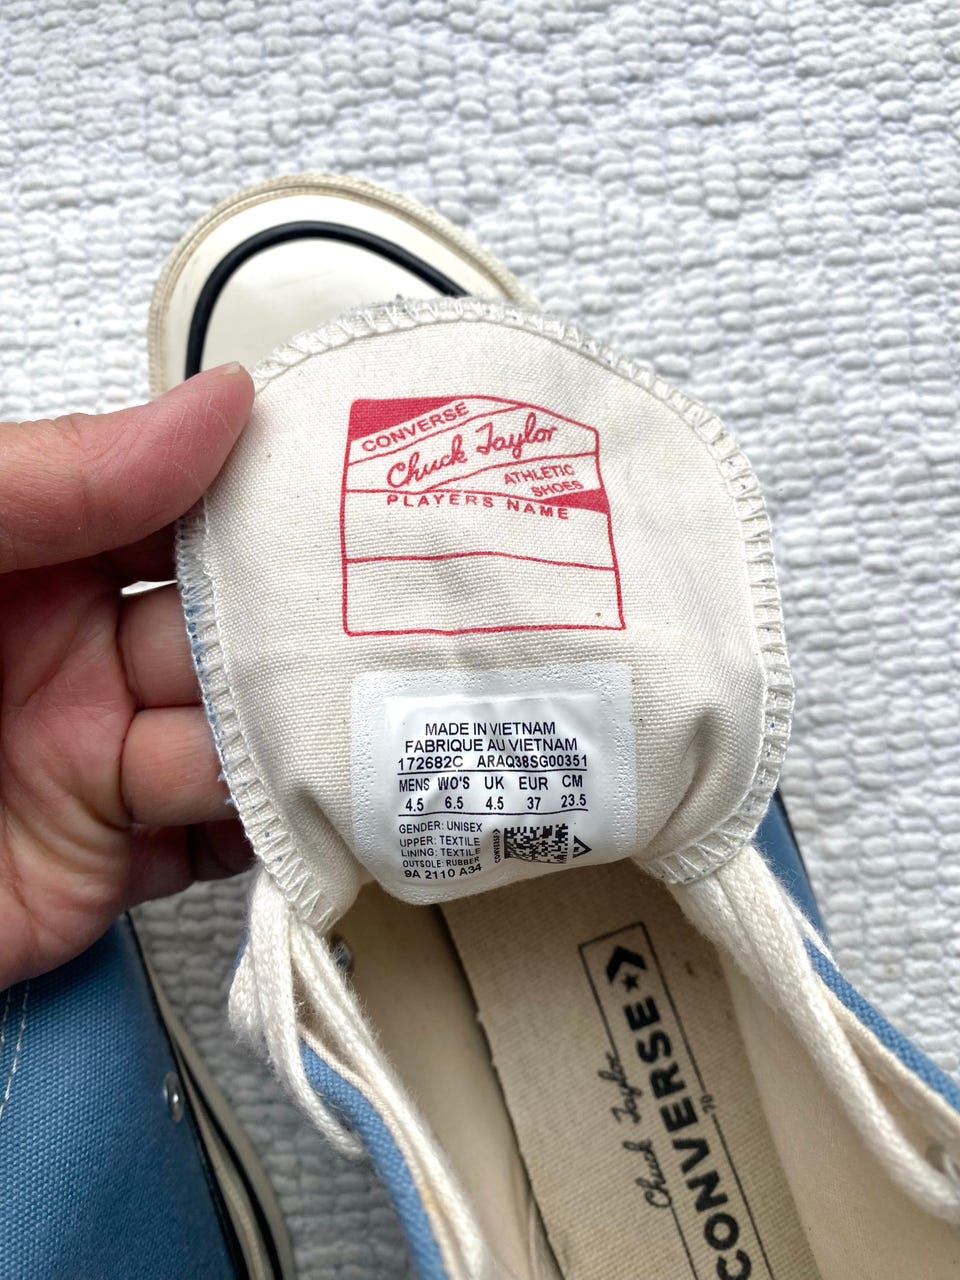 CONVERSE
Chuck Taylor
ATHLETIC
SHOES
PLAYERS NAME
MADE IN VIETNAM
FABRIQUE AU VIETNAM
172682C ARAQ38SG00351
MENS WO'S UK EUR CM
4.5 6.5 4.5 37 23.5
GENDER: UNISEX
UPPER: TEXTILE
LINING: TEXTILE
OUTSOLE: RUBBER
9A 2110 A34
CONVERSE
Chuck Taylor
CONVERSE
70